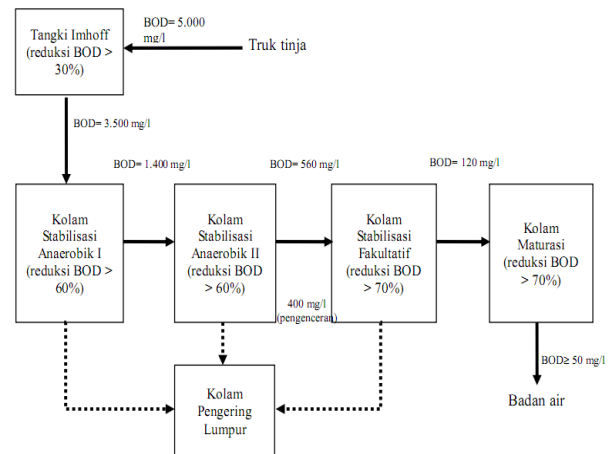 BOD= 5.000
mg/l
Tangki Imhoff
(reduksi BOD >
30%)
Truk tinja
BOD= 3.500 mg/l
BOD= 1.400 mg/l
BOD= 560 mg/l
BOD= 120 mg/l
Kolam
Stabilisasi
Anaerobik I
(reduksi BOD >
60%)
Kolam
Stabilisasi
Anaerobik II
(reduksi BOD
> 60%)
Kolam
Stabilisasi
Fakultatif
(reduksi BOD
> 70%)
Kolam
Maturasi
(reduksi BOD
> 70%)
400 mg/l
(pengenceran)
BOD≥ 50 mg/l
Badan air
Kolam
Pengering
Lumpur